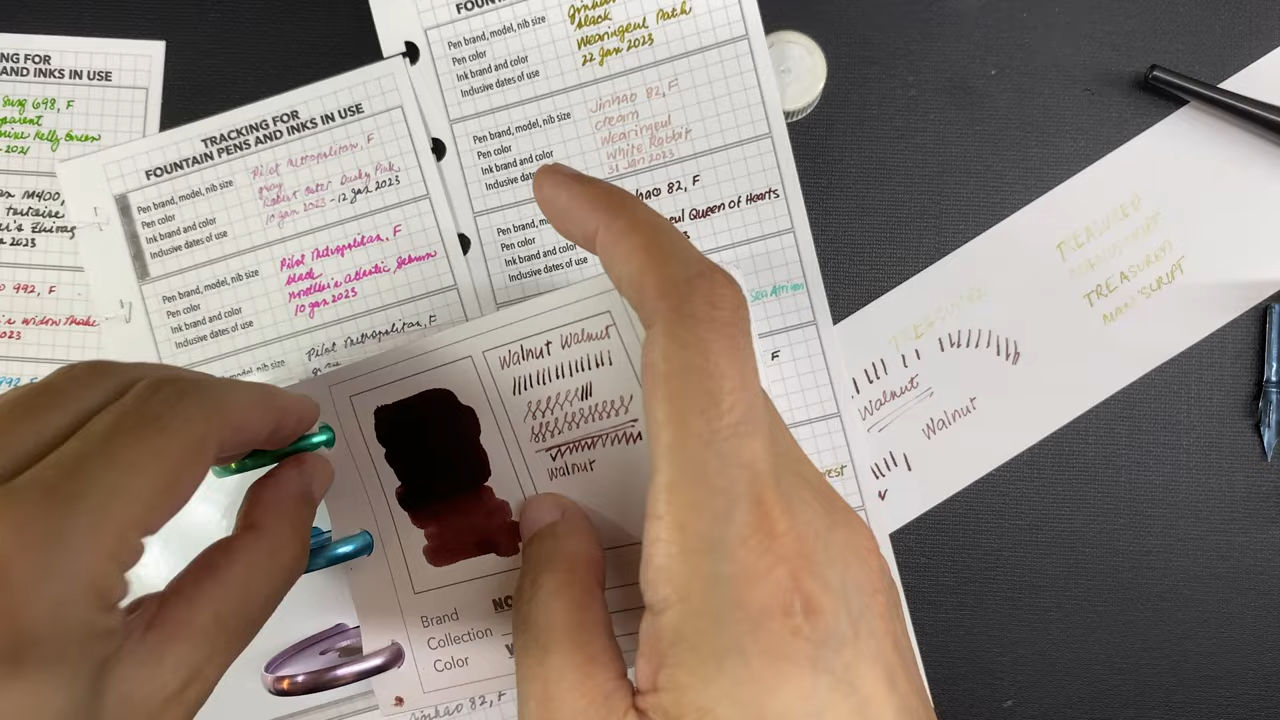 NG FOR
AND INKS IN USE
Sung 698, F
parent
Kelly Green
2021
M400,
tortoise
Zhivag
2023
992, F
Widow Make
2023
992, F
TRACKING FOR
FOUNTAIN PENS AND INKS IN USE
Pen brand, model, nib size
Pilot Metropolitan, F
Pen color
gray
Ink brand and color
Robert Oster Dusky Pink
Inclusive dates of use
10 Jan 2023 - 12 Jan 2023
Pen brand, model, nib size
Pilot Metropolitan, F
Pen color
black
Ink brand and color
Noodler's Atlantic Salmon
Inclusive dates of use
10 Jan 2023
Pilot Metropolitan, F
Pen brand, model, nib size
Jinhao
Pen color
black
Ink brand and color
Wearingeul Path
Inclusive dates of use
22 Jan 2023
Pen brand, model, nib size
Jinhao 82, F
Pen color
cream
Ink brand and color
Wearingeul
White Rabbit
Inclusive dates
31 Jan 2023
Pen brand, m
hao 82, F
Pen color
Ink brand and color
ul Queen of Hearts
Inclusive dates of use
Sea Atrium
F
Walnut Walnut
Walnut
Brand NO
Collection
Color W
Jinhao 82, F
TREASURED
TREASURED
MANUSCRIPT
TREASURED
MANUSCRIPT
Walnut
Walnut